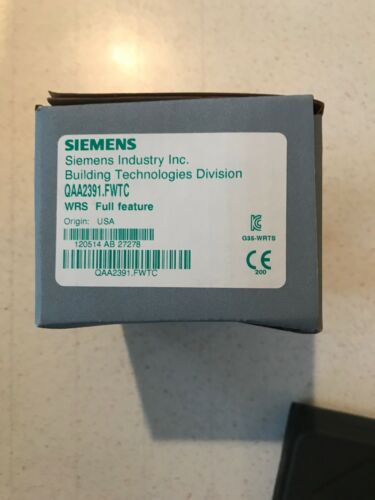 SIEMENS
Siemens Industry Inc.
Building Technologies Division
QAA2391.FWTC
WRS Full feature
Origin: USA
120514 AB 27278
QAA2391.FWTC
G35-WRTS
CE
200